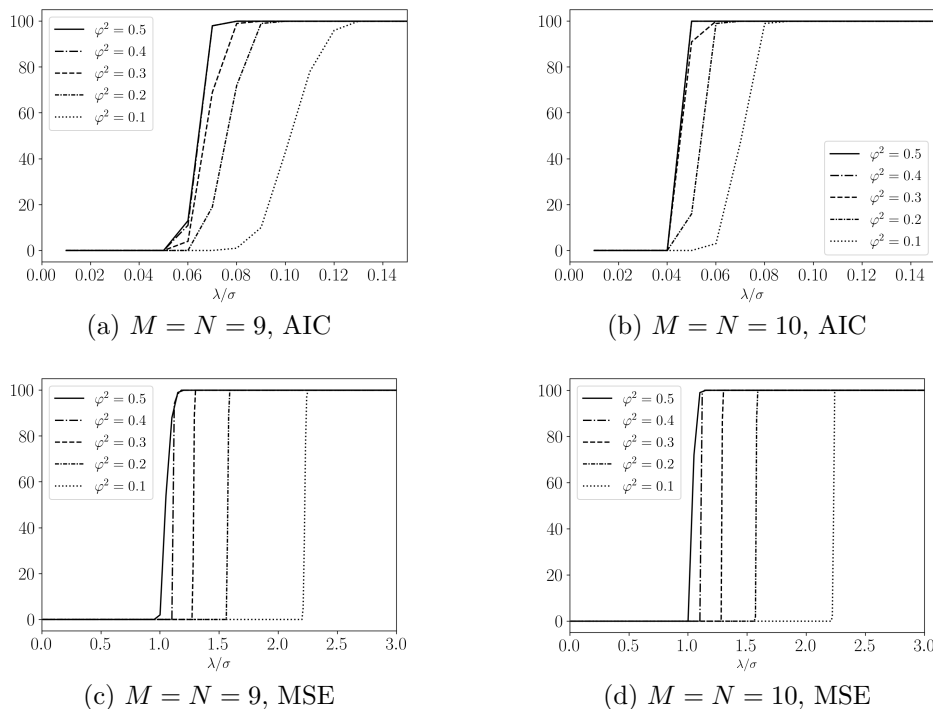 100
80
60
40
20
0
φ² = 0.5
φ² = 0.4
φ² = 0.3
φ² = 0.2
φ² = 0.1
0.00 0.02 0.04 0.06 0.08 0.10 0.12 0.14
λ/σ
(a) M = N = 9, AIC
100
80
60
40
20
0
φ² = 0.5
φ² = 0.4
φ² = 0.3
φ² = 0.2
φ² = 0.1
0.00 0.02 0.04 0.06 0.08 0.10 0.12 0.14
λ/σ
(b) M = N = 10, AIC
100
80
60
40
20
0
φ² = 0.5
φ² = 0.4
φ² = 0.3
φ² = 0.2
φ² = 0.1
0.0 0.5 1.0 1.5 2.0 2.5 3.0
λ/σ
(c) M = N = 9, MSE
100
80
60
40
20
0
φ² = 0.5
φ² = 0.4
φ² = 0.3
φ² = 0.2
φ² = 0.1
0.0 0.5 1.0 1.5 2.0 2.5 3.0
λ/σ
(d) M = N = 10, MSE